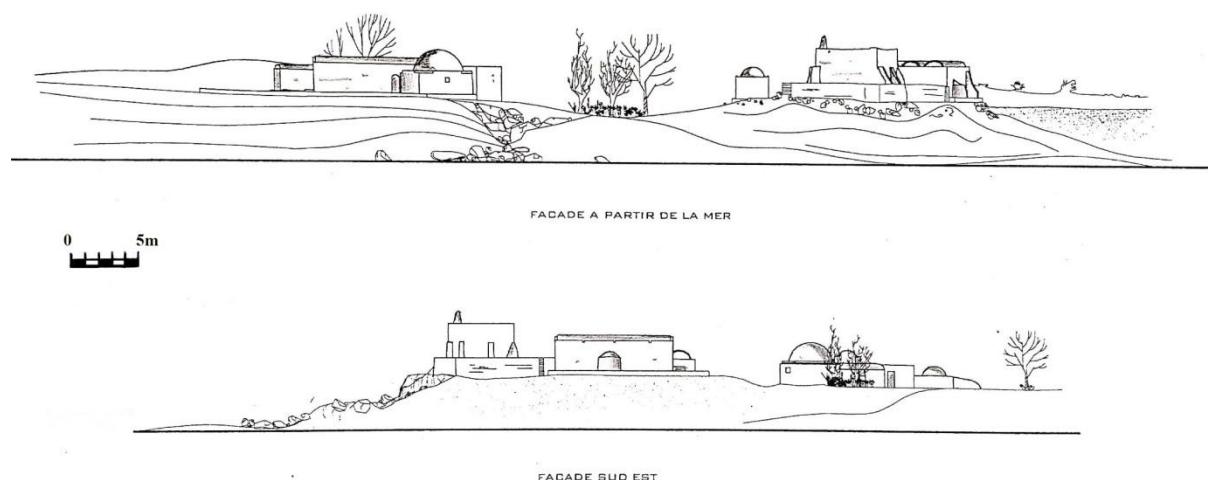 FACADE A PARTIR DE LA MER
0 5m
FACADE SUD EST